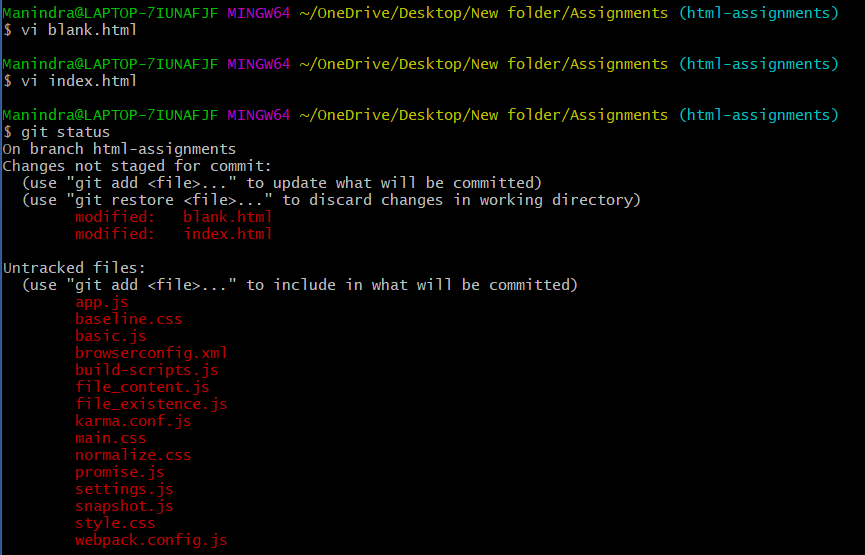 Manindra@LAPTOP-7IUNAFJF MINGW64 ~/OneDrive/Desktop/New folder/Assignments (html-assignments)
$ vi blank.html
Manindra@LAPTOP-7IUNAFJF MINGW64 ~/OneDrive/Desktop/New folder/Assignments (html-assignments)
$ vi index.html
Manindra@LAPTOP-7IUNAFJF MINGW64 ~/OneDrive/Desktop/New folder/Assignments (html-assignments)
$ git status
On branch html-assignments
Changes not staged for commit:
  (use "git add <file>..." to update what will be committed)
  (use "git restore <file>..." to discard changes in working directory)
        modified:   blank.html
        modified:   index.html
Untracked files:
  (use "git add <file>..." to include in what will be committed)
        app.js
        baseline.css
        basic.js
        browserconfig.xml
        build-scripts.js
        file_content.js
        file_existence.js
        karma.conf.js
        main.css
        normalize.css
        promise.js
        settings.js
        snapshot.js
        style.css
        webpack.config.js